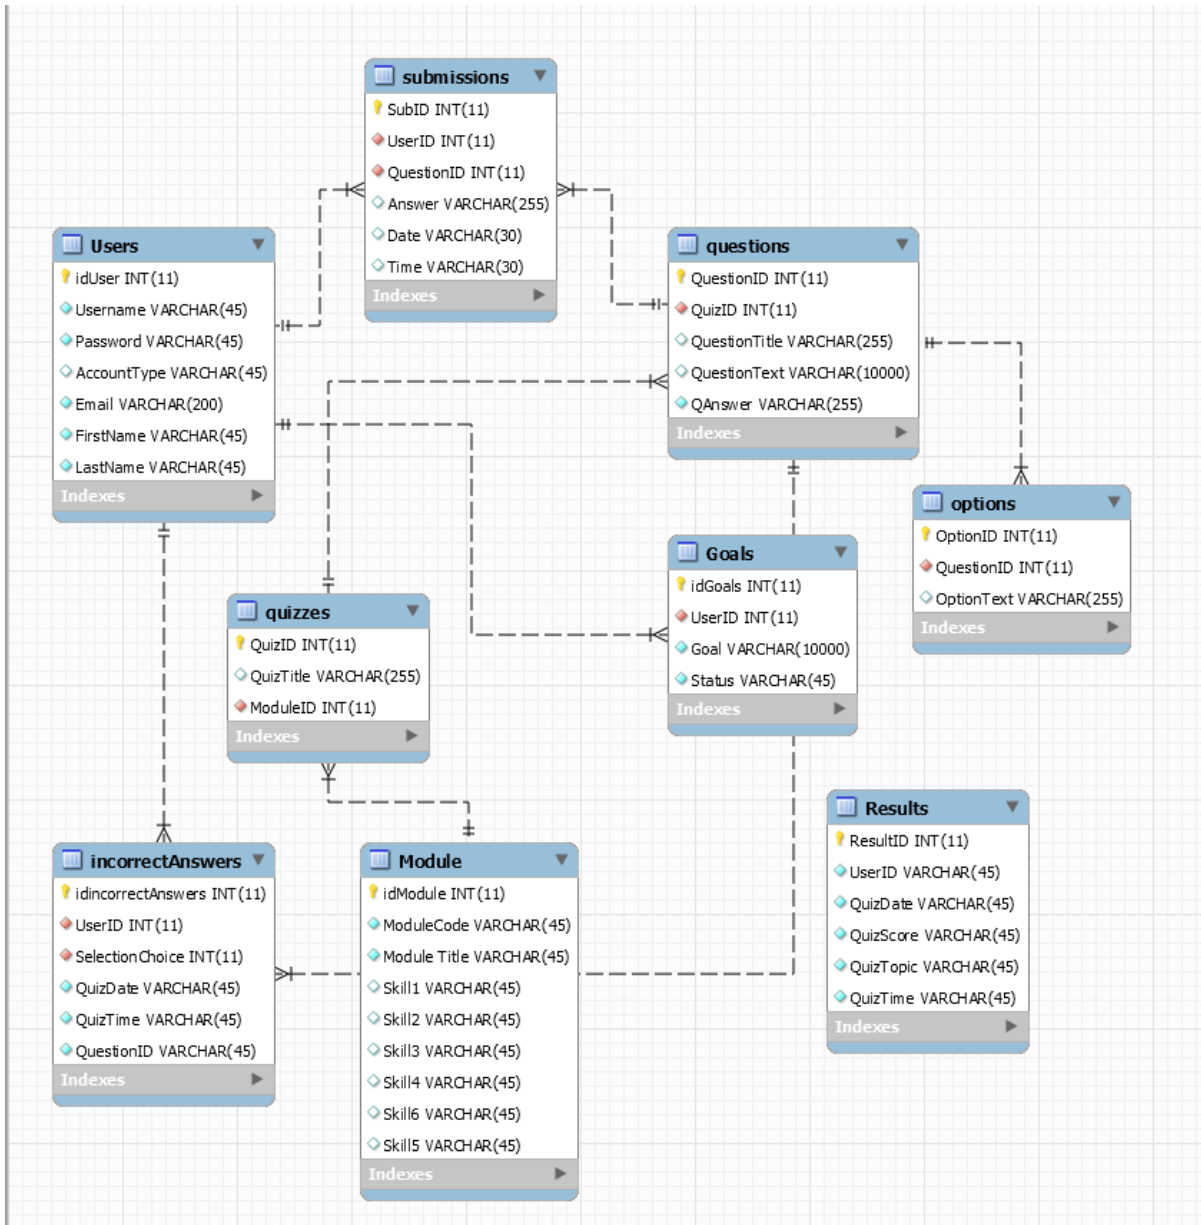 submissions
SubID INT(11)
UserID INT(11)
QuestionID INT(11)
Answer VARCHAR(255)
Date VARCHAR(30)
Time VARCHAR(30)
Indexes
Users
idUser INT(11)
Username VARCHAR(45)
Password VARCHAR(45)
AccountType VARCHAR(45)
Email VARCHAR(200)
FirstName VARCHAR(45)
LastName VARCHAR(45)
Indexes
questions
QuestionID INT(11)
QuizID INT(11)
QuestionTitle VARCHAR(255)
QuestionText VARCHAR(10000)
QAnswer VARCHAR(255)
Indexes
options
OptionID INT(11)
QuestionID INT(11)
OptionText VARCHAR(255)
Indexes
Goals
idGoals INT(11)
UserID INT(11)
Goal VARCHAR(10000)
Status VARCHAR(45)
Indexes
quizzes
QuizID INT(11)
QuizTitle VARCHAR(255)
ModuleID INT(11)
Indexes
Results
ResultID INT(11)
UserID VARCHAR(45)
QuizDate VARCHAR(45)
QuizScore VARCHAR(45)
QuizTopic VARCHAR(45)
QuizTime VARCHAR(45)
Indexes
incorrectAnswers
idincorrectAnswers INT(11)
UserID INT(11)
SelectionChoice INT(11)
QuizDate VARCHAR(45)
QuizTime VARCHAR(45)
QuestionID VARCHAR(45)
Indexes
Module
idModule INT(11)
ModuleCode VARCHAR(45)
Module Title VARCHAR(45)
Skill1 VARCHAR(45)
Skill2 VARCHAR(45)
Skill3 VARCHAR(45)
Skill4 VARCHAR(45)
Skill6 VARCHAR(45)
Skill5 VARCHAR(45)
Indexes